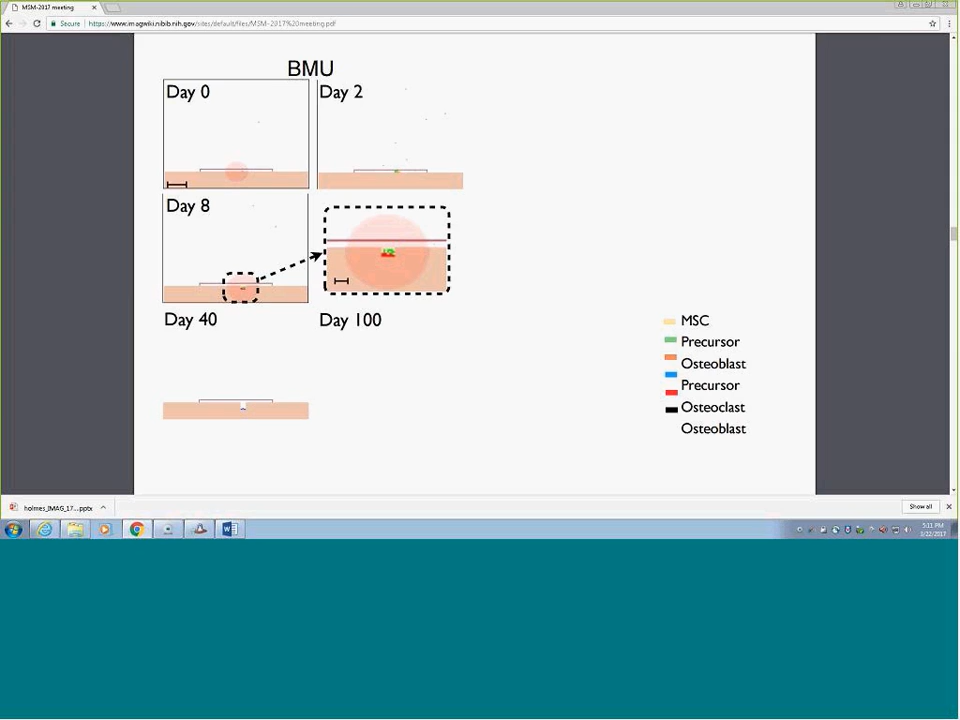 MSM-2017 meeting
Secure https://www.imagwiki.nibib.nih.gov/sites/default/files/MSM-2017%20meeting.pdf
BMU
Day 0
Day 2
Day 8
Day 40
Day 100
MSC
Precursor
Osteoblast
Precursor
Osteoclast
Osteoblast
holmes_IMAG_17....pptx
Show all
5:11 PM
3/22/2017